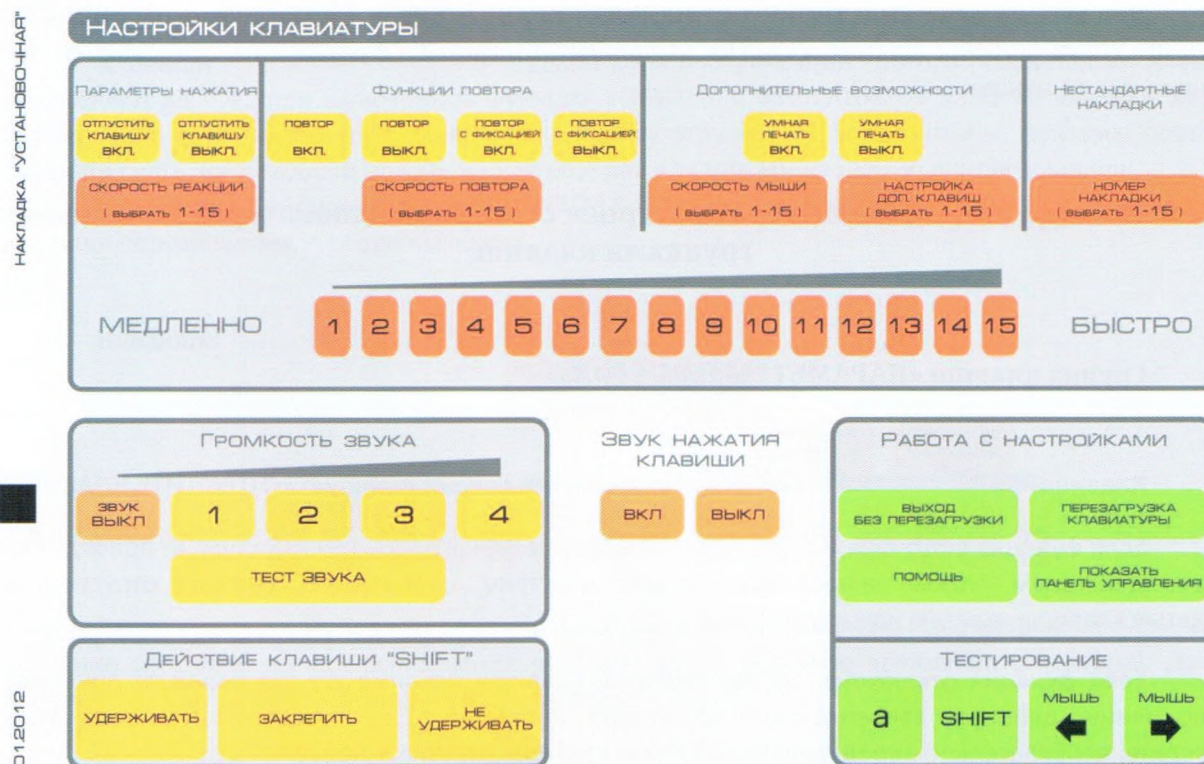 НАКЛАДКА "УСТАНОВОЧНАЯ"
НАСТРОЙКИ КЛАВИАТУРЫ
ПАРАМЕТРЫ НАЖАТИЯ
ОТПУСТИТЬ
КЛАВИШУ
ВКЛ.
ОТПУСТИТЬ
КЛАВИШУ
ВЫКЛ.
СКОРОСТЬ РЕАКЦИИ
( ВЫБРАТЬ 1-15 )
ФУНКЦИИ ПОВТОРА
ПОВТОР
ВКЛ.
ПОВТОР
ВЫКЛ.
ПОВТОР
С ФИКСАЦИЕЙ
ВКЛ.
ПОВТОР
С ФИКСАЦИЕЙ
ВЫКЛ.
СКОРОСТЬ ПОВТОРА
( ВЫБРАТЬ 1-15 )
ДОПОЛНИТЕЛЬНЫЕ ВОЗМОЖНОСТИ
УМНАЯ
ПЕЧАТЬ
ВКЛ.
УМНАЯ
ПЕЧАТЬ
ВЫКЛ.
СКОРОСТЬ МЫШИ
( ВЫБРАТЬ 1-15 )
НАСТРОЙКА
ДОП. КЛАВИШ
( ВЫБРАТЬ 1-15 )
НЕСТАНДАРТНЫЕ
НАКЛАДКИ
НОМЕР
НАКЛАДКИ
( ВЫБРАТЬ 1-15 )
МЕДЛЕННО 1 2 3 4 5 6 7 8 9 10 11 12 13 14 15 БЫСТРО
ГРОМКОСТЬ ЗВУКА
ЗВУК
ВЫКЛ
1 2 3 4
ТЕСТ ЗВУКА
ЗВУК НАЖАТИЯ
КЛАВИШИ
ВКЛ ВЫКЛ
РАБОТА С НАСТРОЙКАМИ
ВЫХОД
БЕЗ ПЕРЕЗАГРУЗКИ
ПЕРЕЗАГРУЗКА
КЛАВИАТУРЫ
ПОМОЩЬ
ПОКАЗАТЬ
ПАНЕЛЬ УПРАВЛЕНИЯ
ДЕЙСТВИЕ КЛАВИШИ "SHIFT"
УДЕРЖИВАТЬ
ЗАКРЕПИТЬ
НЕ
УДЕРЖИВАТЬ
ТЕСТИРОВАНИЕ
а
SHIFT
МЫШЬ
МЫШЬ
01.2012